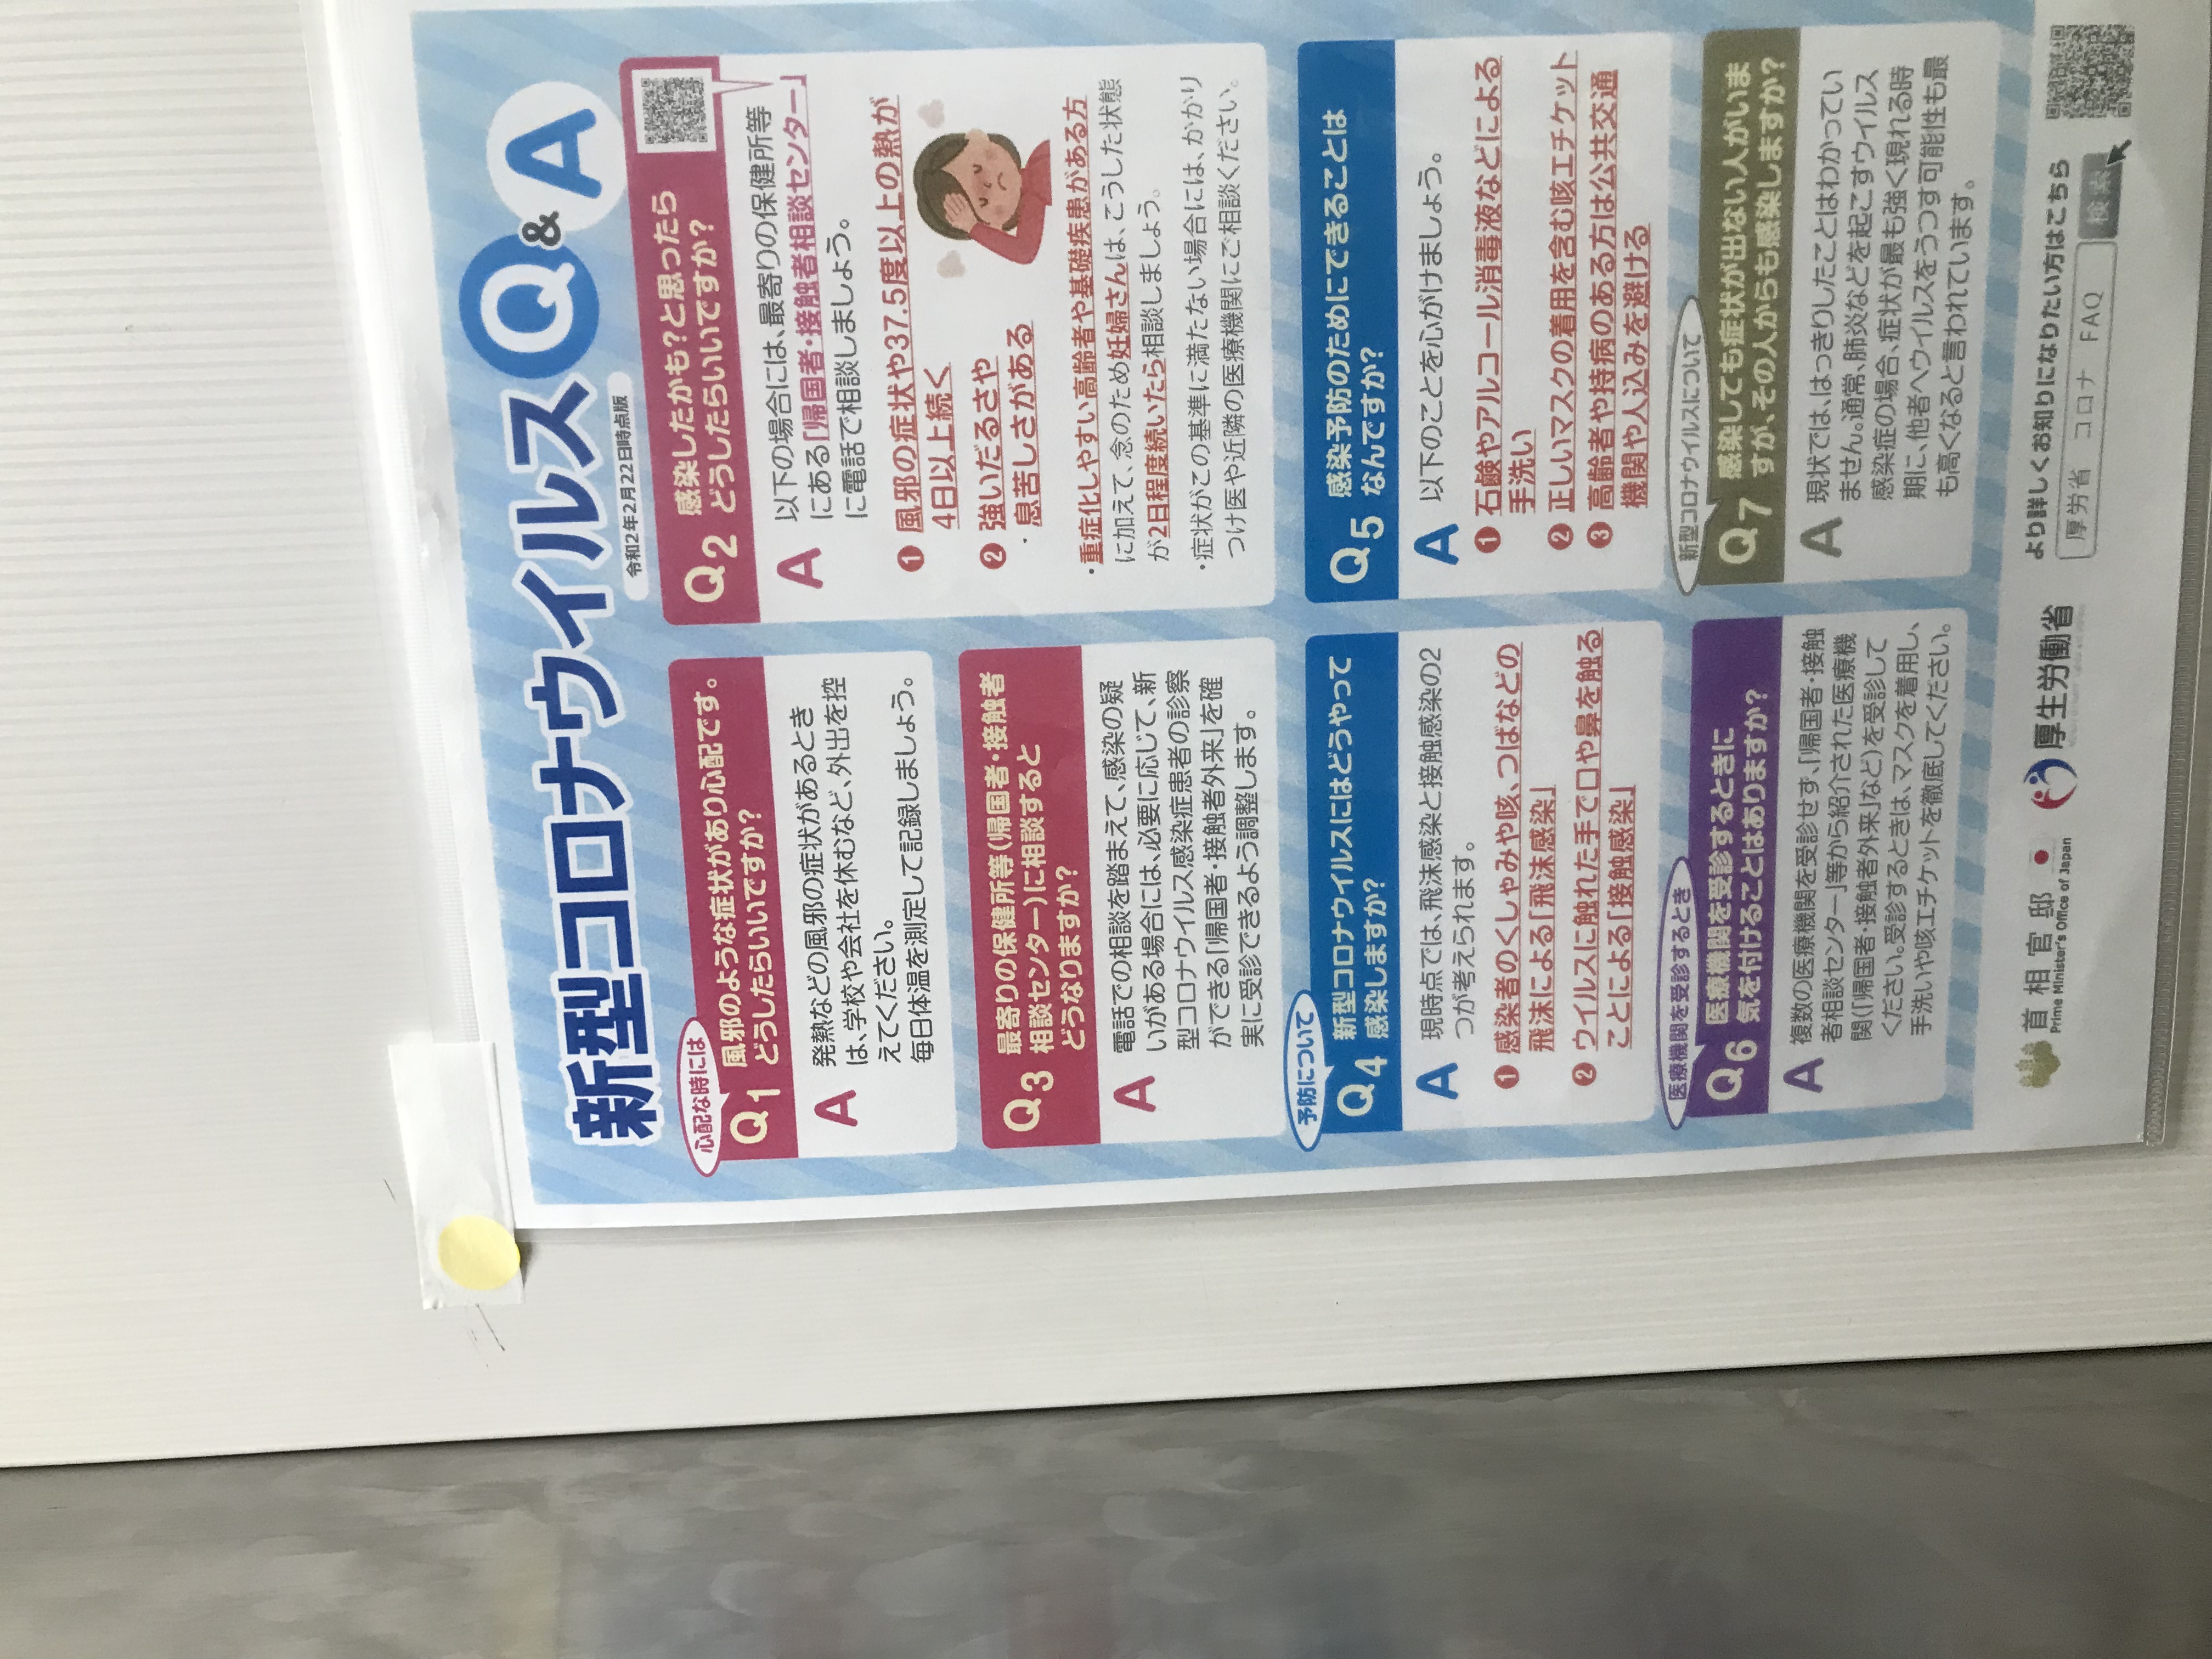 新型コロナウイルスQ&A
令和2年2月22日時点版
心配な時には
Q1 風邪のような症状があり心配です。
どうしたらいいですか？
A 発熱などの風邪の症状があるとき
は、学校や会社を休むなど、外出を控
えてください。
毎日体温を測定して記録しましょう。
Q2 感染したかも？と思ったら
どうしたらいいですか？
A 以下の場合には、最寄りの保健所等
にある「帰国者・接触者相談センター」
に電話で相談しましょう。
❶ 風邪の症状や37.5度以上の熱が
4日以上続く
❷ 強いだるさや
息苦しさがある
・重症化しやすい高齢者や基礎疾患がある方
に加えて、念のため妊婦さんは、こうした状態
が2日程度続いたら相談しましょう。
・症状がこの基準に満たない場合には、かかり
つけ医や近隣の医療機関にご相談ください。
Q3 最寄りの保健所等（帰国者・接触者
相談センター）に相談すると
どうなりますか？
A 電話での相談を踏まえて、感染の疑
いがある場合には、必要に応じて、新
型コロナウイルス感染症患者の診察
ができる「帰国者・接触者外来」を確
実に受診できるよう調整します。
予防について
Q4 新型コロナウイルスにはどうやって
感染しますか？
A 現時点では、飛沫感染と接触感染の2
つが考えられます。
❶ 感染者のくしゃみや咳、つばなどの
飛沫による「飛沫感染」
❷ ウイルスに触れた手で口や鼻を触る
ことによる「接触感染」
Q5 感染予防のためにできることは
なんですか？
A 以下のことを心がけましょう。
❶ 石鹸やアルコール消毒液などによる
手洗い
❷ 正しいマスクの着用を含む咳エチケット
❸ 高齢者や持病のある方は公共交通
機関や人込みを避ける
医療機関を受診するとき
Q6 医療機関を受診するときに
気を付けることはありますか？
A 複数の医療機関を受診せず、「帰国者・接触
者相談センター」等から紹介された医療機
関（「帰国者・接触者外来」など）を受診して
ください。受診するときは、マスクを着用し、
手洗いや咳エチケットを徹底してください。
新型コロナウイルスについて
Q7 感染しても症状が出ない人がいま
すが、その人からも感染しますか？
A 現状では、はっきりしたことはわかってい
ません。通常、肺炎などを起こすウイルス
感染症の場合、症状が最も強く現れる時
期に、他者へウイルスをうつす可能性も最
も高くなると言われています。
首相官邸
Prime Minister's Office of Japan
厚生労働省
より詳しくお知りになりたい方はこちら
厚労省 コロナ FAQ 検索